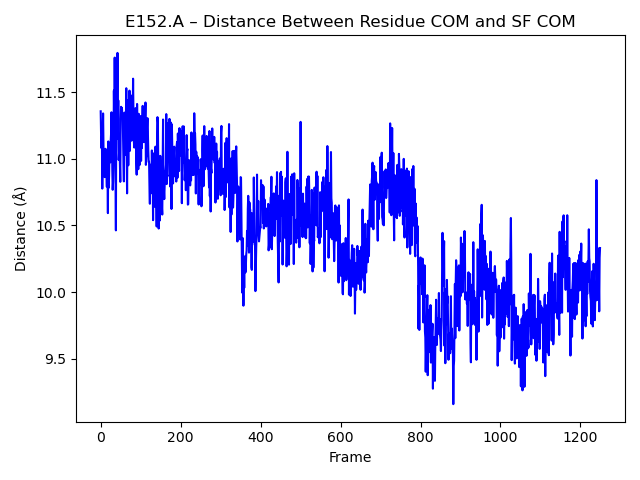 E152.A – Distance Between Residue COM and SF COM
11.5
11.0
10.5
10.0
9.5
Distance (Å)
0 200 400 600 800 1000 1200
Frame